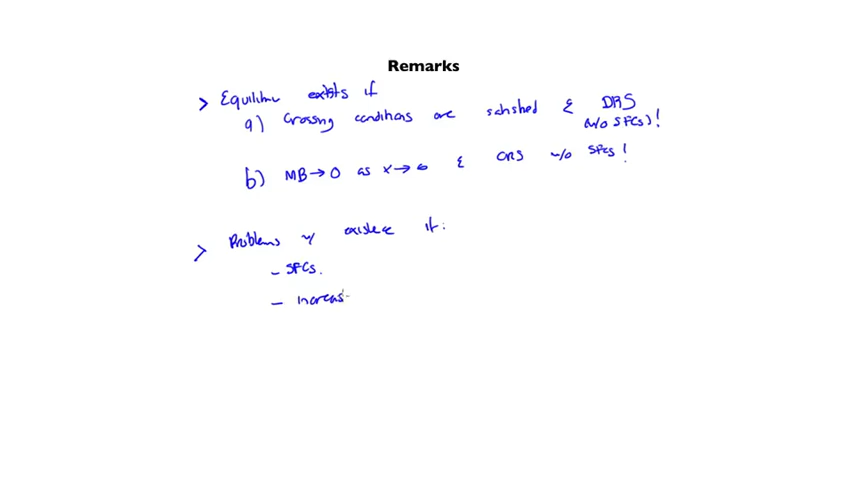 Remarks
> Equilibria exists if
a) Crossing conditions are satisfied & DRS
(w/o SFCs)!
b) MB→0 as x→∞ & CRS w/o SFCs!
> Problems w/ existence if:
- SFCs.
- Increas